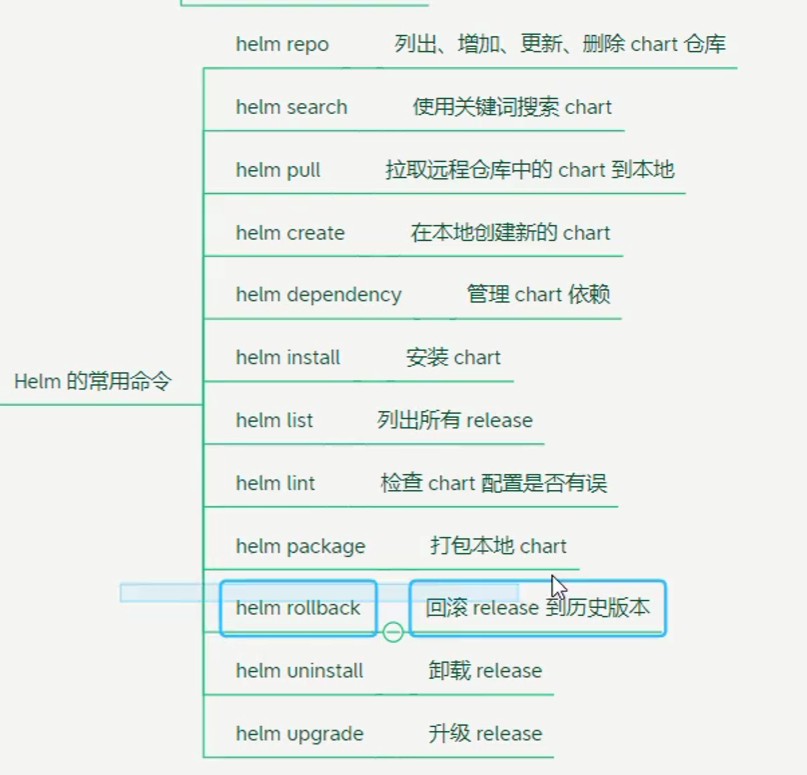 helm repo 列出、增加、更新、删除 chart 仓库
helm search 使用关键词搜索 chart
helm pull 拉取远程仓库中的 chart 到本地
helm create 在本地创建新的 chart
helm dependency 管理 chart 依赖
helm install 安装 chart
Helm 的常用命令
helm list 列出所有 release
helm lint 检查 chart 配置是否有误
helm package 打包本地 chart
helm rollback 回滚 release 到历史版本
helm uninstall 卸载 release
helm upgrade 升级 release